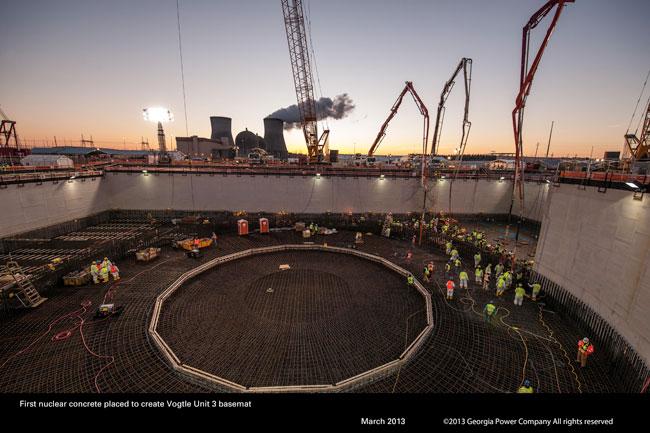 First nuclear concrete placed to create Vogtle Unit 3 basemat
March 2013 ©2013 Georgia Power Company All rights reserved